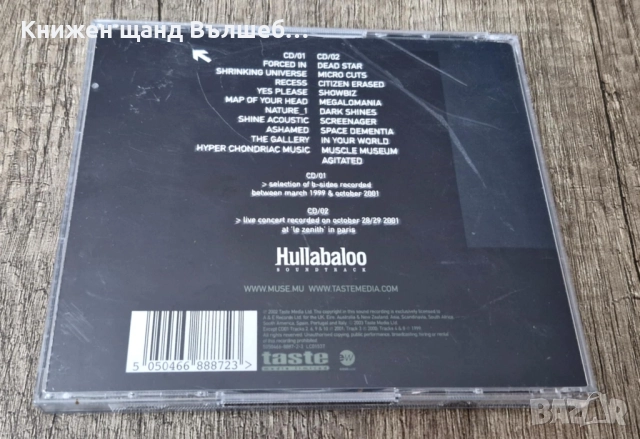 Книжен щанд Вълшеб...
CD/01 CD/02
FORCED IN DEAD STAR
SHRINKING UNIVERSE MICRO CUTS
RECESS CITIZEN ERASED
YES PLEASE SHOWBIZ
MAP OF YOUR HEAD MEGALOMANIA
NATURE_1 DARK SHINES
SHINE ACOUSTIC SCREENAGER
ASHAMED SPACE DEMENTIA
THE GALLERY IN YOUR WORLD
HYPER CHONDRIAC MUSIC MUSCLE MUSEUM
AGITATED
CD/01
> selection of b-sides recorded
between march 1999 & october 2001
CD/02
> live concert recorded on october 28/29 2001
at 'le zenith' in paris
Hullabaloo
SOUNDTRACK
WWW.MUSE.MU WWW.TASTEMEDIA.COM
5 050466 888723 >
taste
media limited
bazar